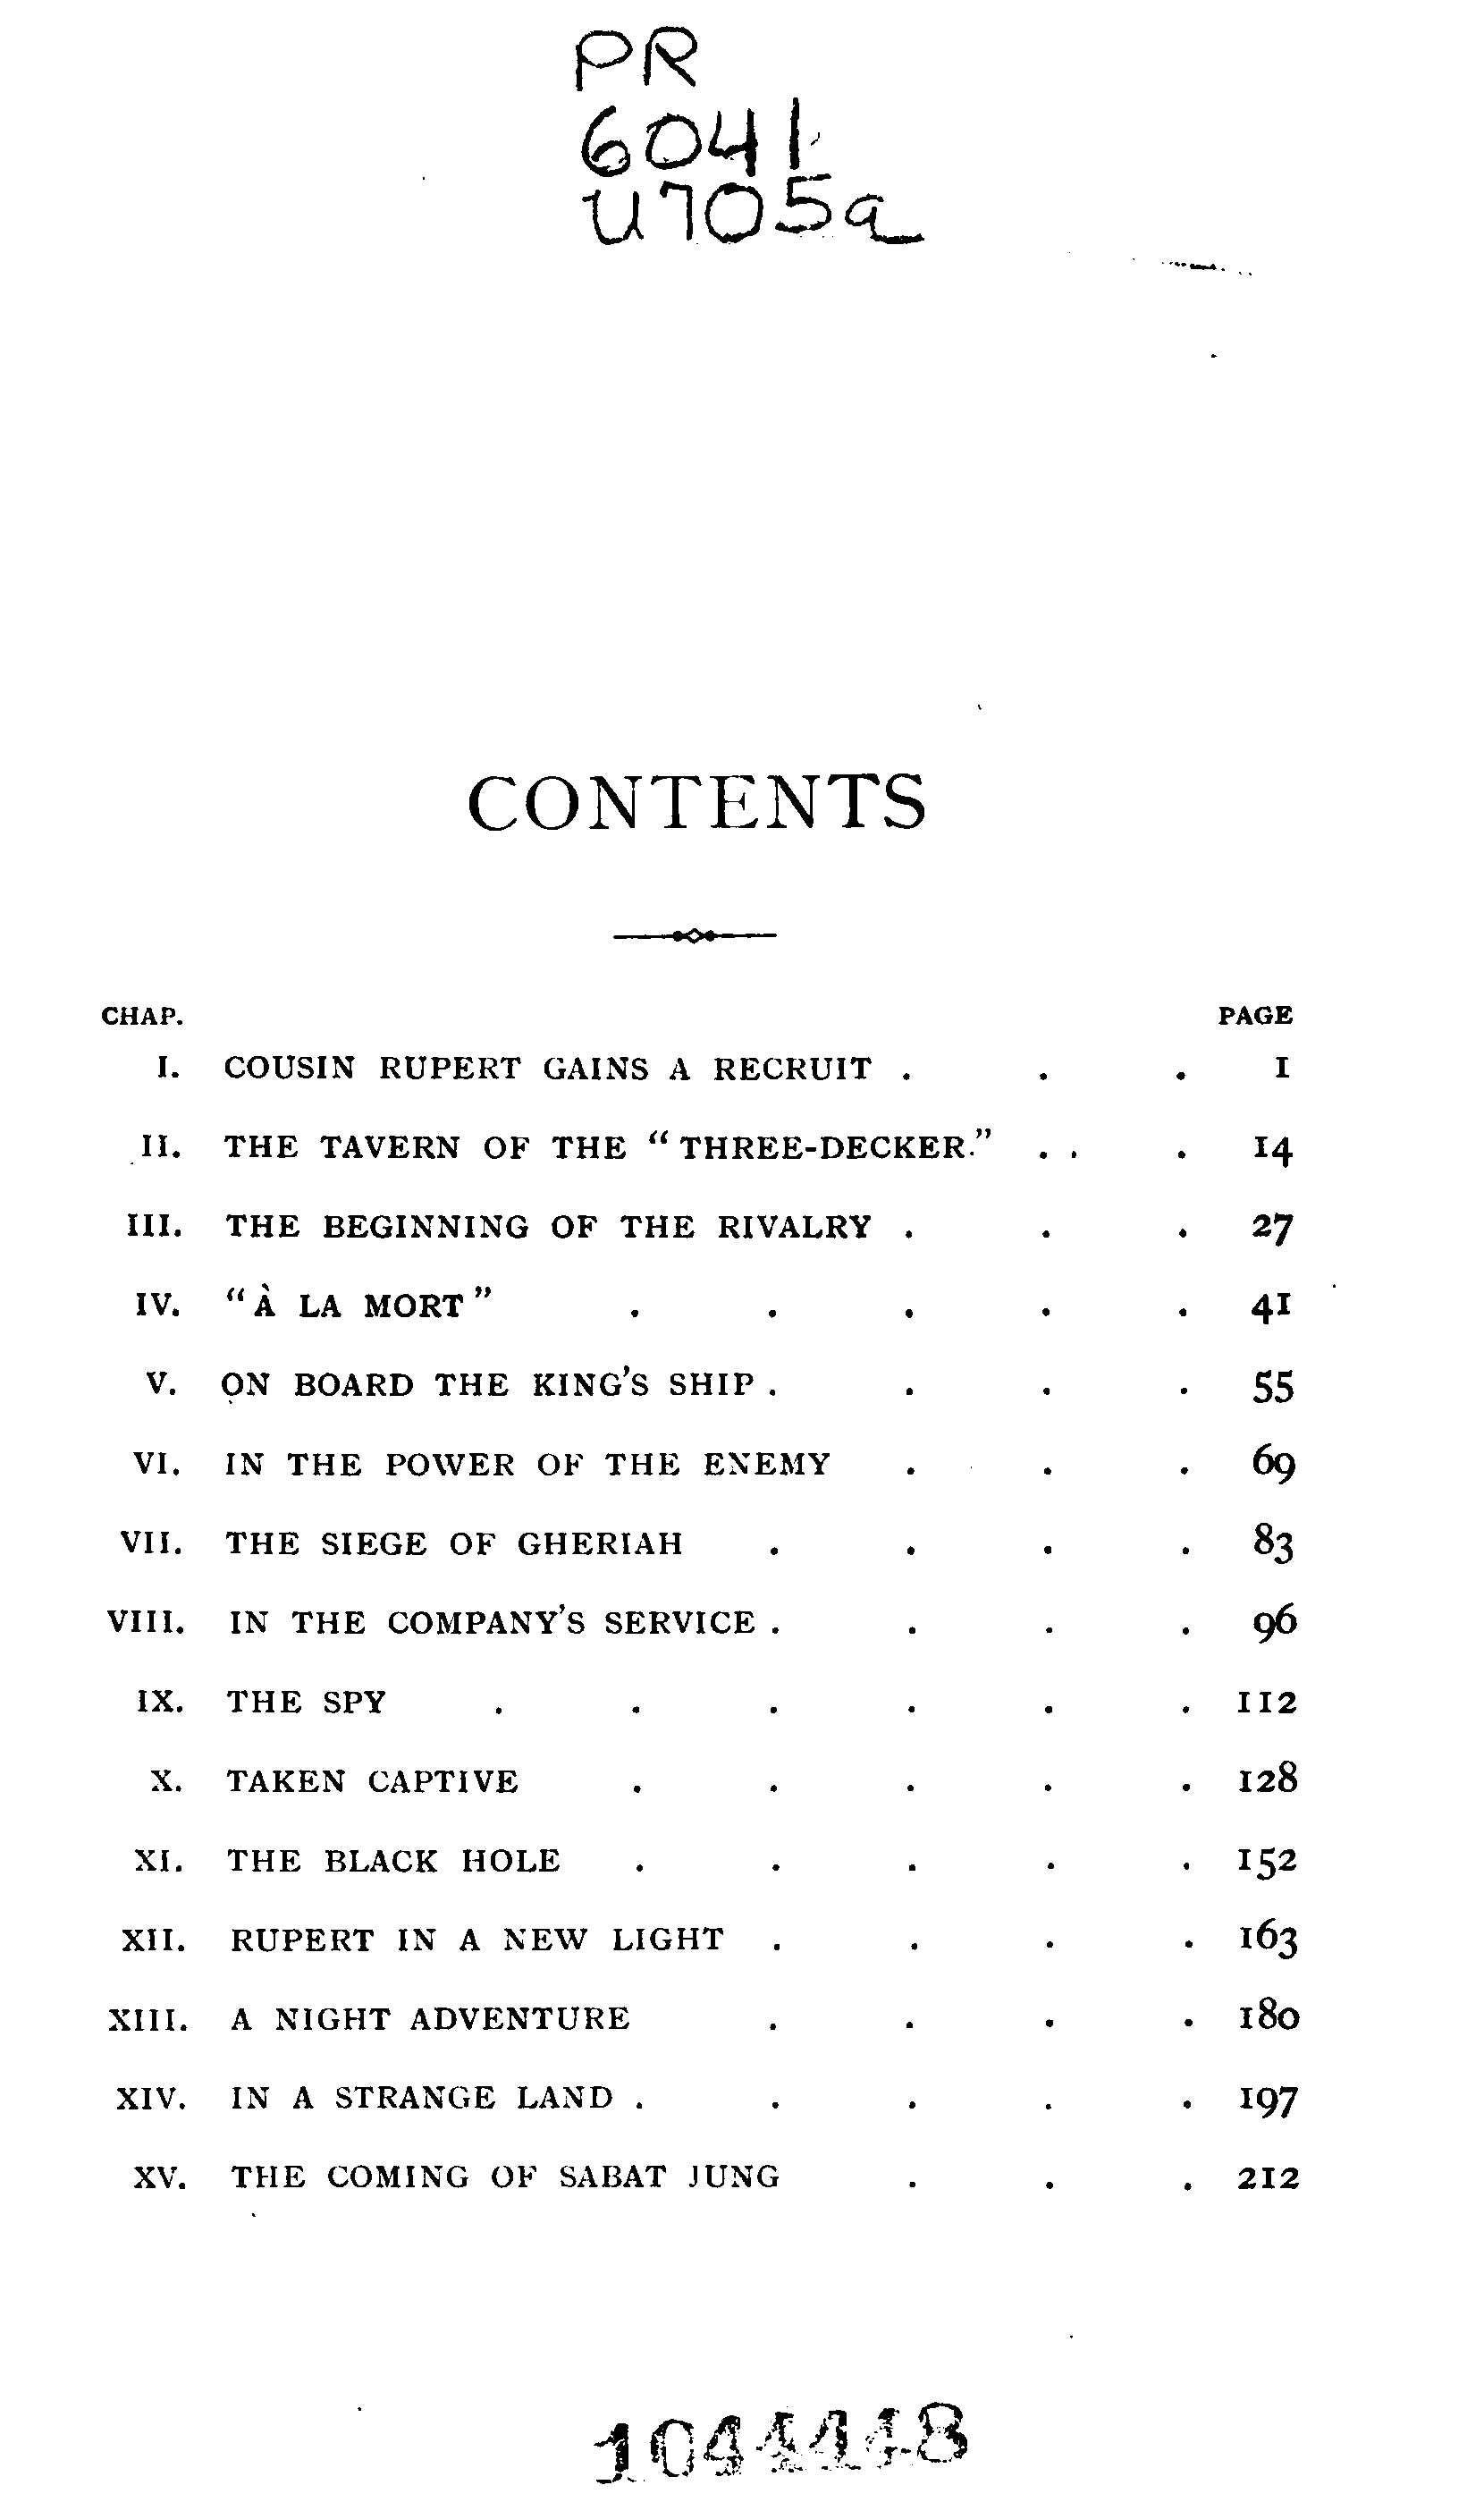 PR
6041
U705a
CONTENTS
CHAP. PAGE
I. COUSIN RUPERT GAINS A RECRUIT . . . 1
II. THE TAVERN OF THE "THREE-DECKER." . . . 14
III. THE BEGINNING OF THE RIVALRY . . . 27
IV. "À LA MORT" . . . . . 41
V. ON BOARD THE KING'S SHIP . . . . 55
VI. IN THE POWER OF THE ENEMY . . . 69
VII. THE SIEGE OF GHERIAH . . . . 83
VIII. IN THE COMPANY'S SERVICE . . . . 96
IX. THE SPY . . . . . . 112
X. TAKEN CAPTIVE . . . . . 128
XI. THE BLACK HOLE . . . . . 152
XII. RUPERT IN A NEW LIGHT . . . . 163
XIII. A NIGHT ADVENTURE . . . . 180
XIV. IN A STRANGE LAND . . . . . 197
XV. THE COMING OF SABAT JUNG . . . 212